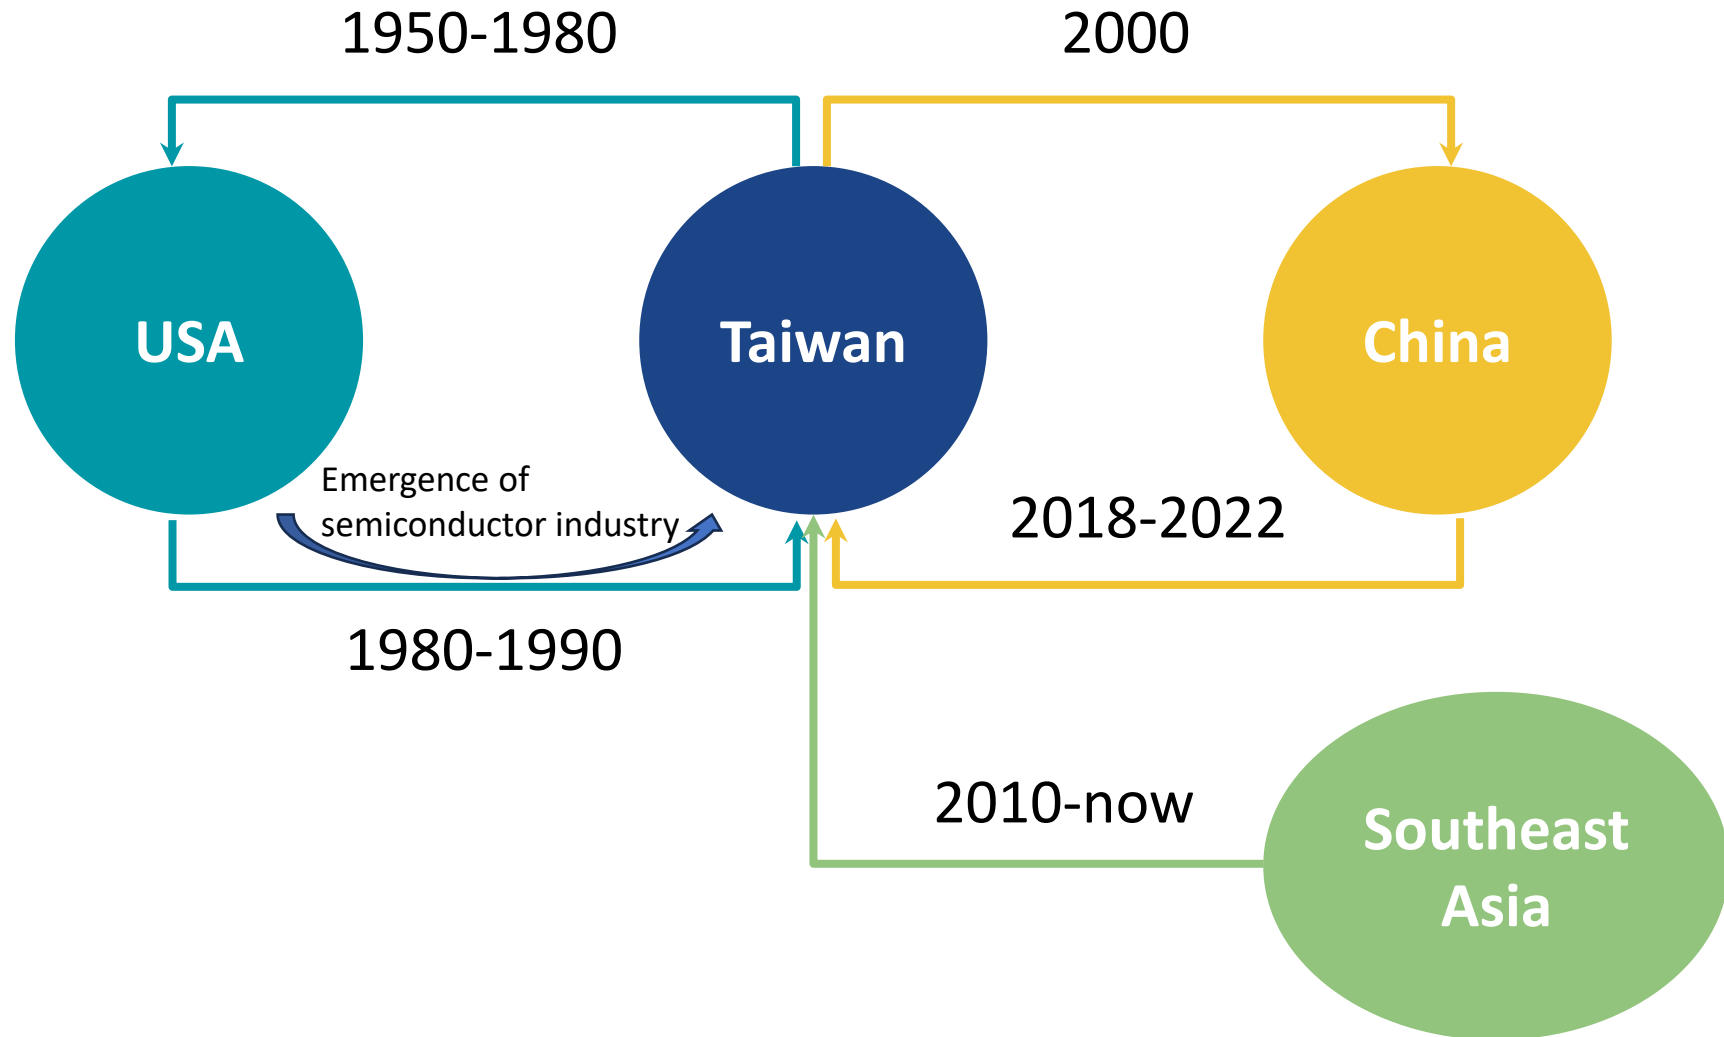 1950-1980
2000
USA
Taiwan
China
Emergence of
semiconductor industry
2018-2022
1980-1990
2010-now
Southeast
Asia